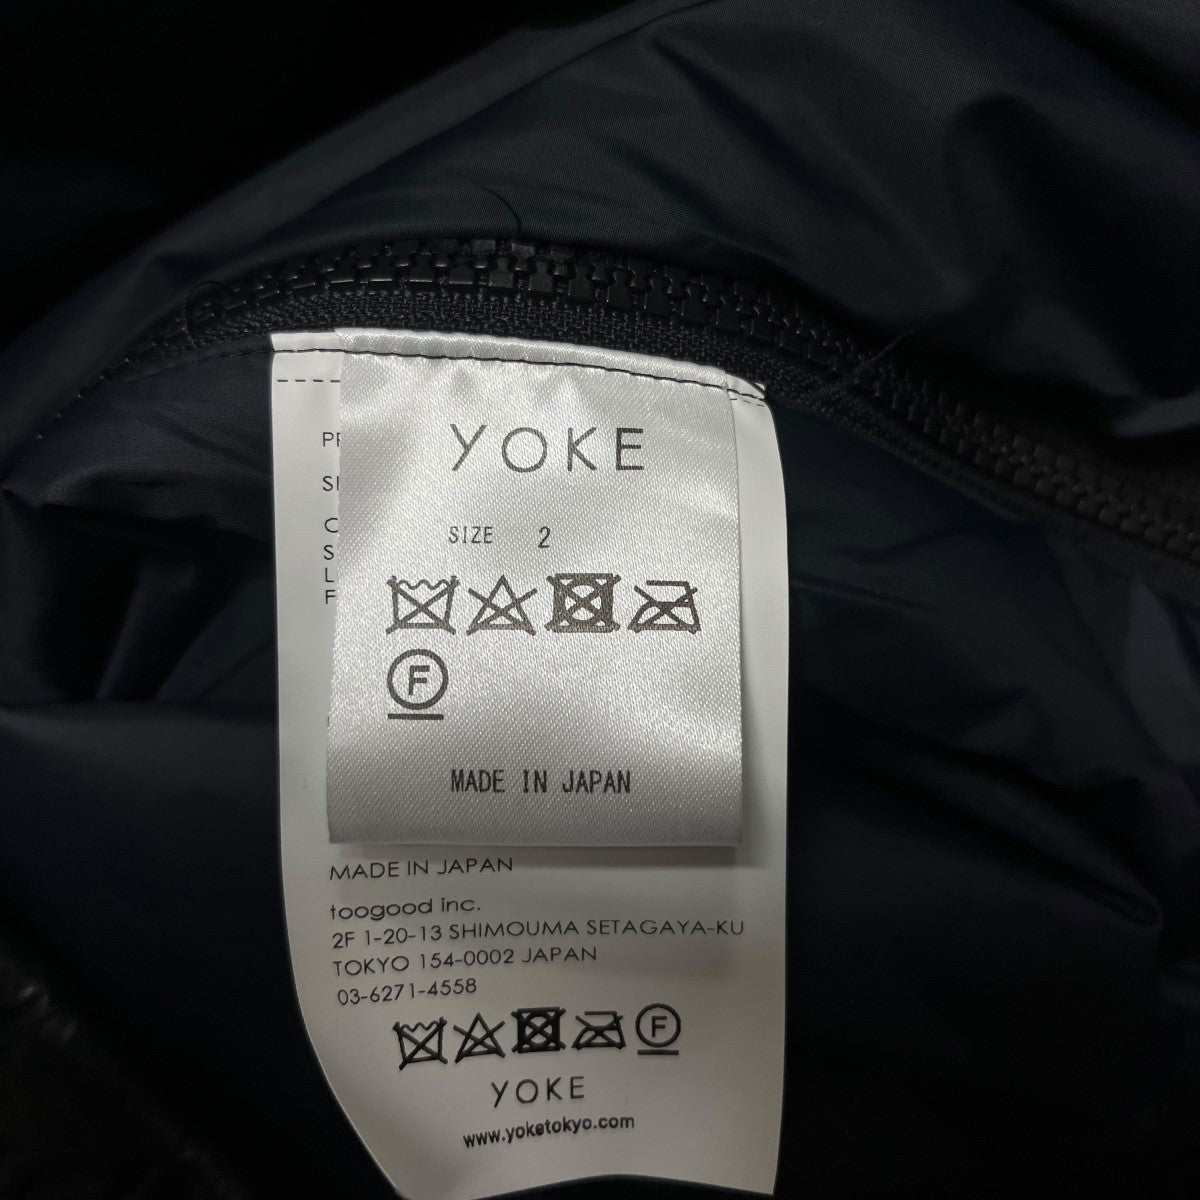 YOKE
SIZE 2
F
MADE IN JAPAN
MADE IN JAPAN
toogood inc.
2F 1-20-13 SHIMOUMA SETAGAYA-KU
TOKYO 154-0002 JAPAN
03-6271-4558
F
YOKE
www.yoketokyo.com